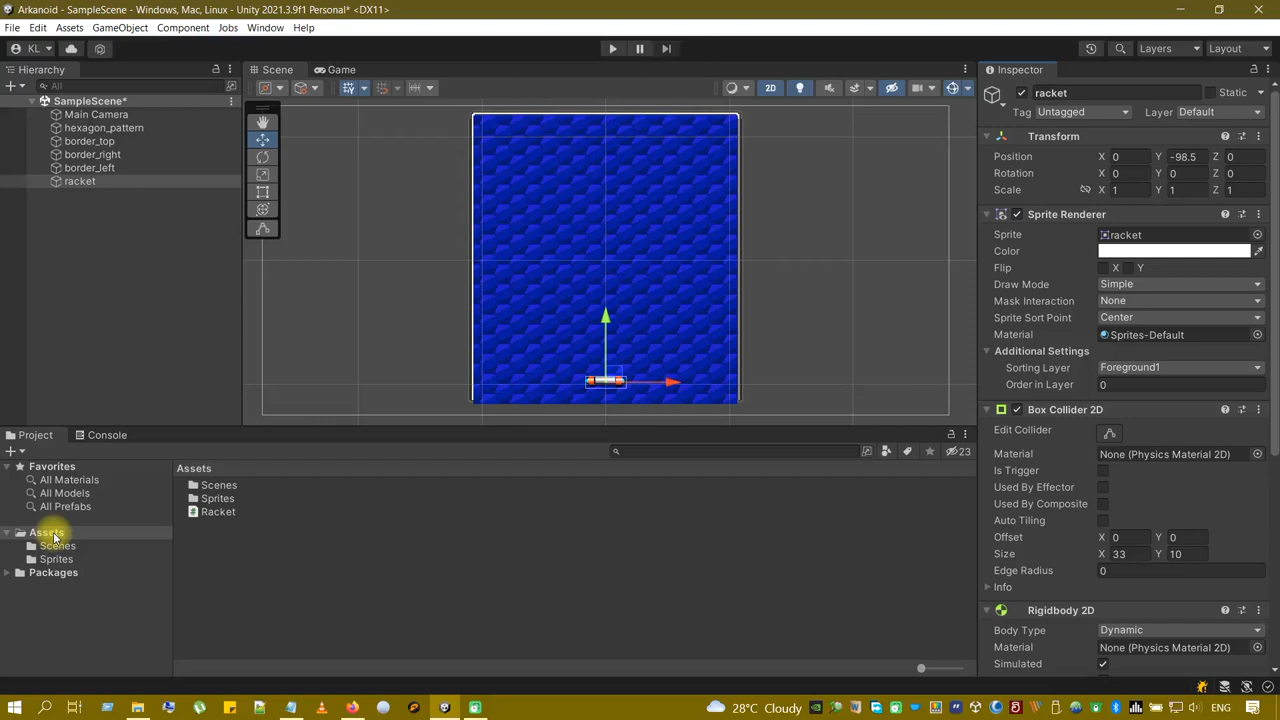 Arkanoid - SampleScene - Windows, Mac, Linux - Unity 2021.3.9f1 Personal* <DX11>
File Edit Assets GameObject Component Jobs Window Help
KL Layers Layout
Hierarchy
All
SampleScene*
Main Camera
hexagon_pattern
border_top
border_right
border_left
racket
Scene Game
2D
Inspector
racket Static
Tag Untagged Layer Default
Transform
Position X 0 Y -98.5 Z 0
Rotation X 0 Y 0 Z 0
Scale X 1 Y 1 Z 1
Sprite Renderer
Sprite racket
Color
Flip X Y
Draw Mode Simple
Mask Interaction None
Sprite Sort Point Center
Material Sprites-Default
Additional Settings
Sorting Layer Foreground1
Order in Layer 0
Box Collider 2D
Edit Collider
Material None (Physics Material 2D)
Is Trigger
Used By Effector
Used By Composite
Auto Tiling
Offset X 0 Y 0
Size X 33 Y 10
Edge Radius 0
Info
Rigidbody 2D
Body Type Dynamic
Material None (Physics Material 2D)
Simulated
Project Console
23
Favorites
All Materials
All Models
All Prefabs
Assets
Scenes
Sprites
Packages
Assets
Scenes
Sprites
Racket
28°C Cloudy ENG